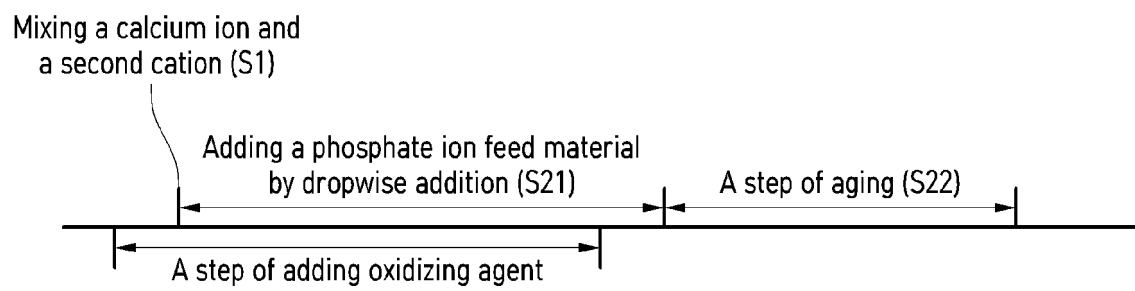 Mixing a calcium ion and
a second cation (S1)
Adding a phosphate ion feed material
by dropwise addition (S21)
A step of aging (S22)
A step of adding oxidizing agent